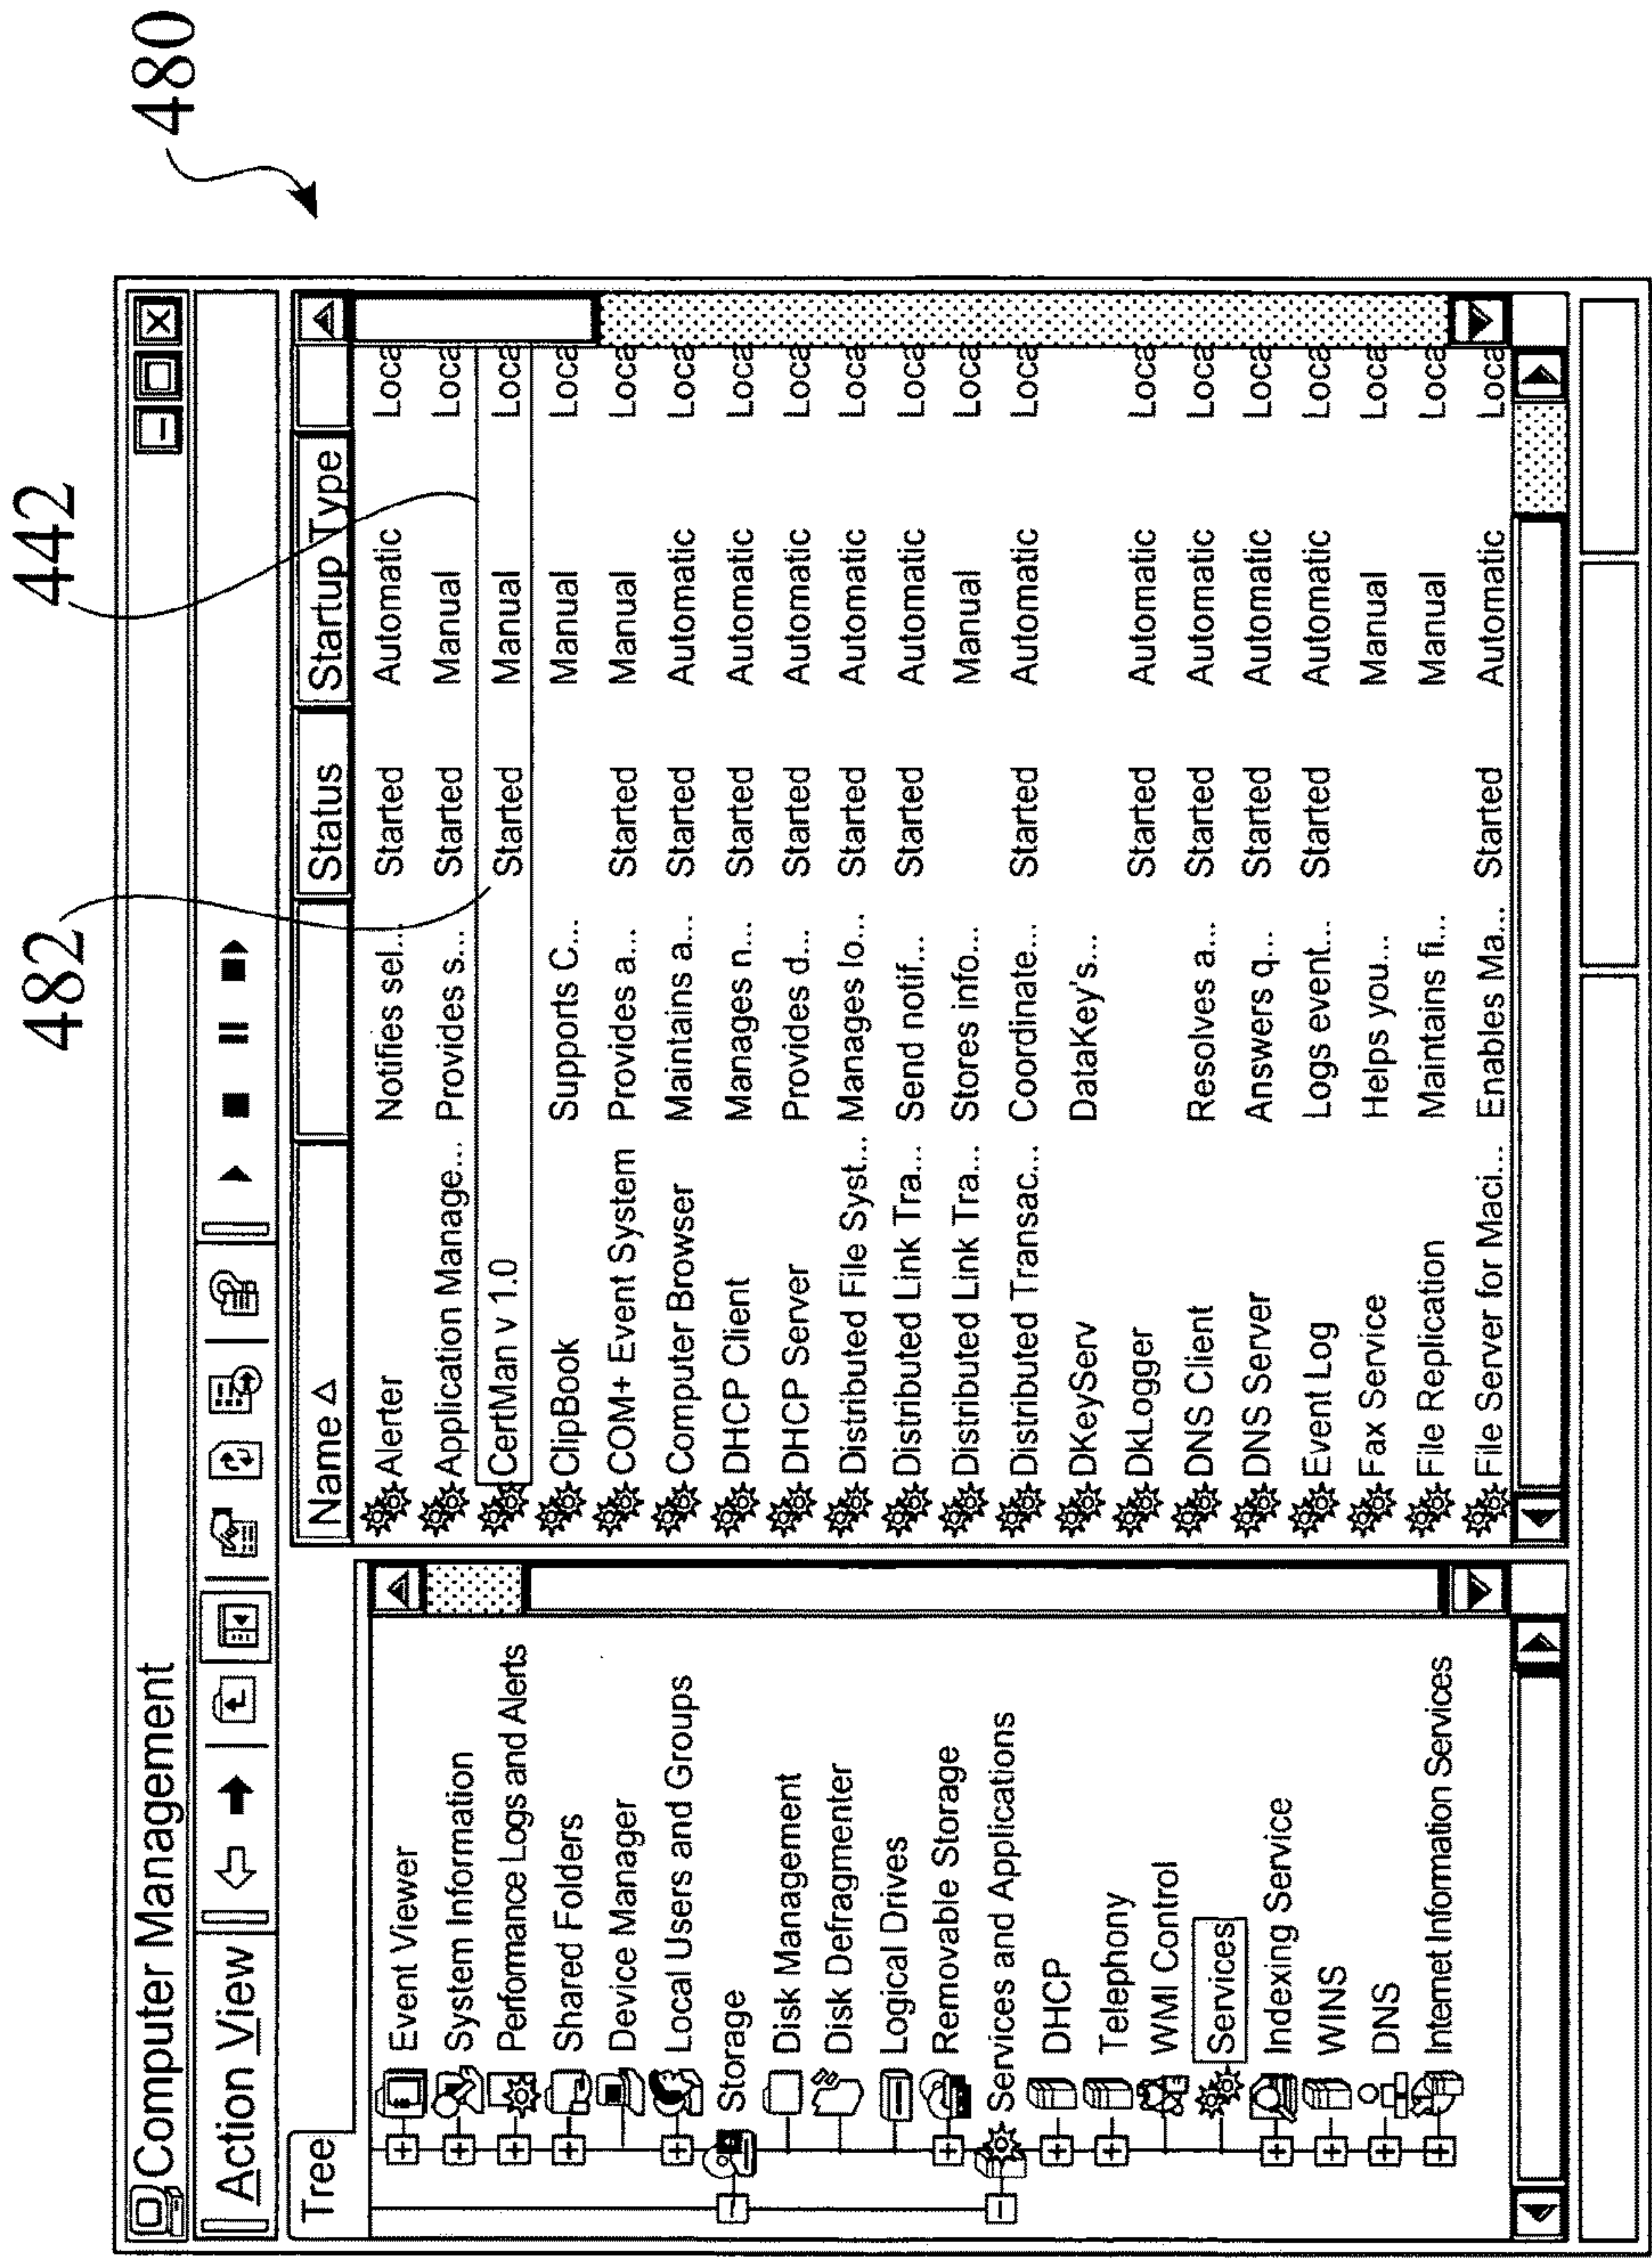 480
442
482
Computer Management
Action View
Tree
Event Viewer
System Information
Performance Logs and Alerts
Shared Folders
Device Manager
Local Users and Groups
Storage
Disk Management
Disk Defragmenter
Logical Drives
Removable Storage
Services and Applications
DHCP
Telephony
WMI Control
Services
Indexing Service
WINS
DNS
Internet Information Services
Name Status Startup Type
Alerter Notifies sel... Started Automatic Loca
Application Manage... Provides s... Started Manual Loca
CertMan v 1.0 Started Manual Loca
ClipBook Supports C... Manual Loca
COM+ Event System Provides a... Started Manual Loca
Computer Browser Maintains a... Started Automatic Loca
DHCP Client Manages n... Started Automatic Loca
DHCP Server Provides d... Started Automatic Loca
Distributed File Syst... Manages lo... Started Automatic Loca
Distributed Link Tra... Send notif... Started Automatic Loca
Distributed Link Tra... Stores info... Manual Loca
Distributed Transac... Coordinate... Started Automatic Loca
DKeyServ DataKey's...
DkLogger Started Automatic Loca
DNS Client Resolves a... Started Automatic Loca
DNS Server Answers q... Started Automatic Loca
Event Log Logs event... Started Automatic Loca
Fax Service Helps you... Manual Loca
File Replication Maintains fi... Manual Loca
File Server for Maci... Enables Ma... Started Automatic Loca